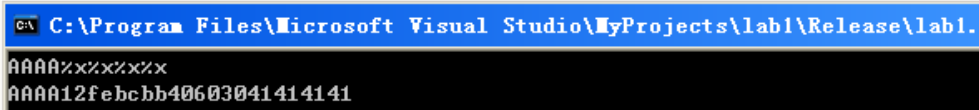 C:\Program Files\Microsoft Visual Studio\MyProjects\lab1\Release\lab1.
AAAA%x%x%x%x
AAAA12febcbb40603041414141